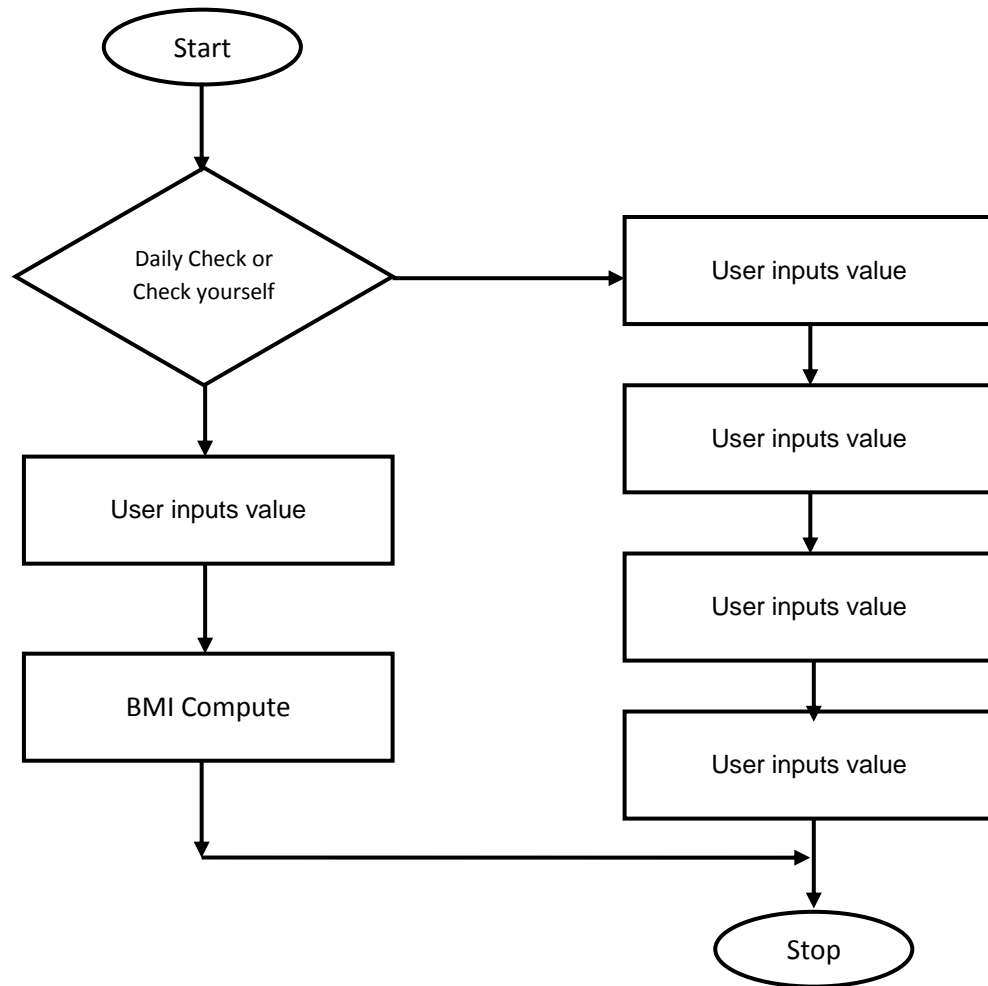 Start
Daily Check or
Check yourself
User inputs value
BMI Compute
User inputs value
User inputs value
User inputs value
User inputs value
Stop